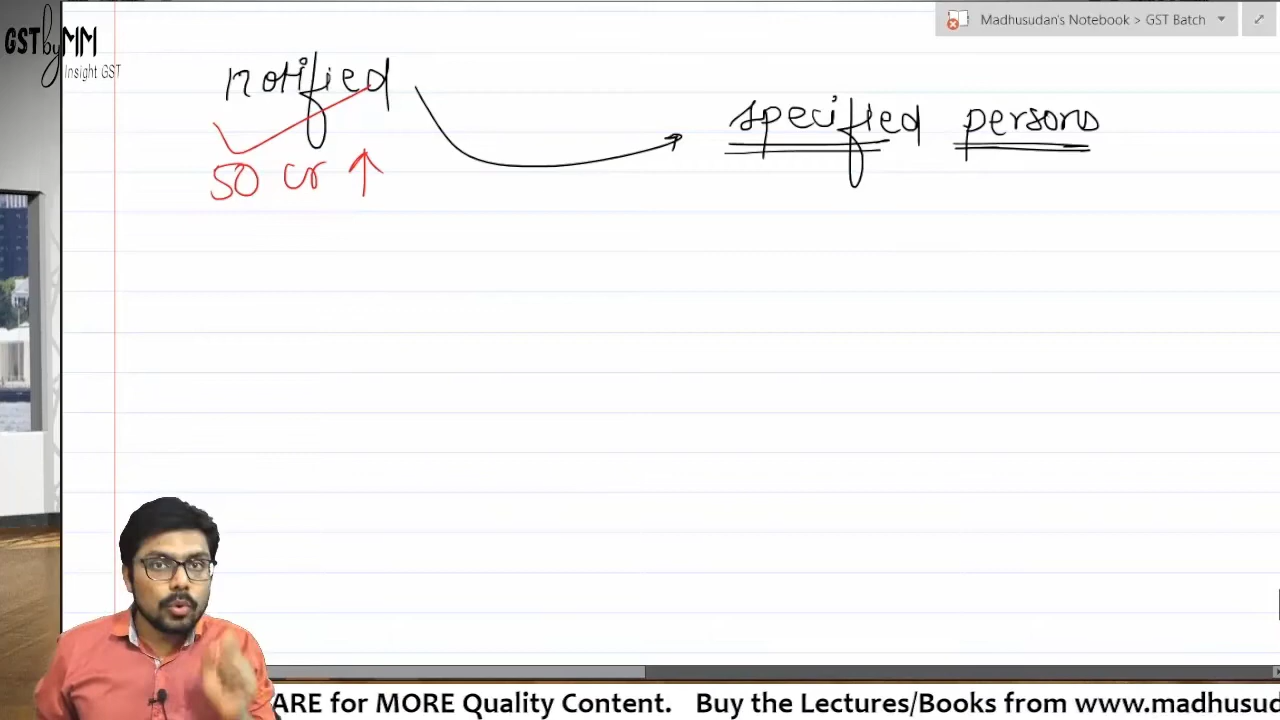 GST by MM
Insight GST
Madhusudan's Notebook > GST Batch
notified
specified persons
50 cr ↑
ARE for MORE Quality Content. Buy the Lectures/Books from www.madhusud